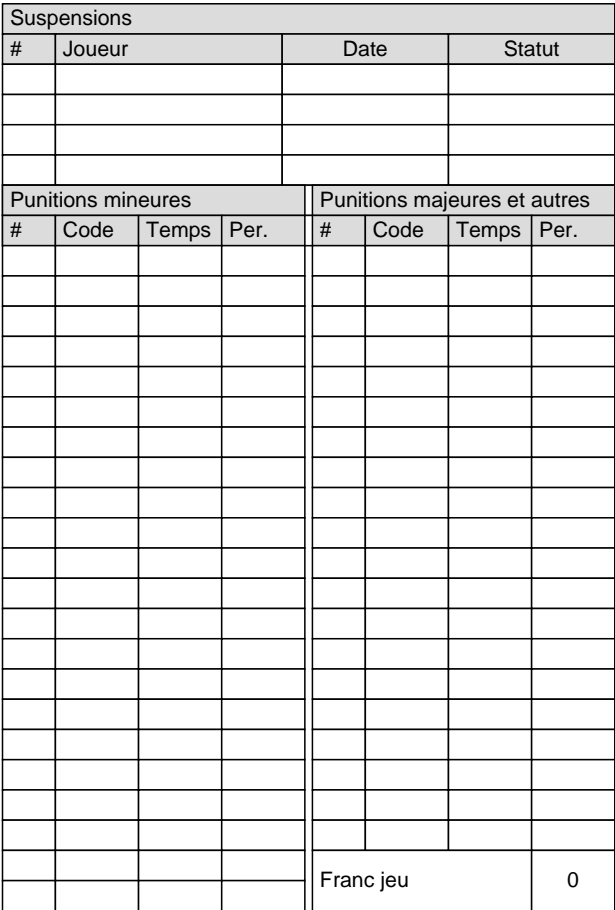 Suspensions
# Joueur Date Statut
Punitions mineures Punitions majeures et autres
# Code Temps Per. # Code Temps Per.
Franc jeu 0